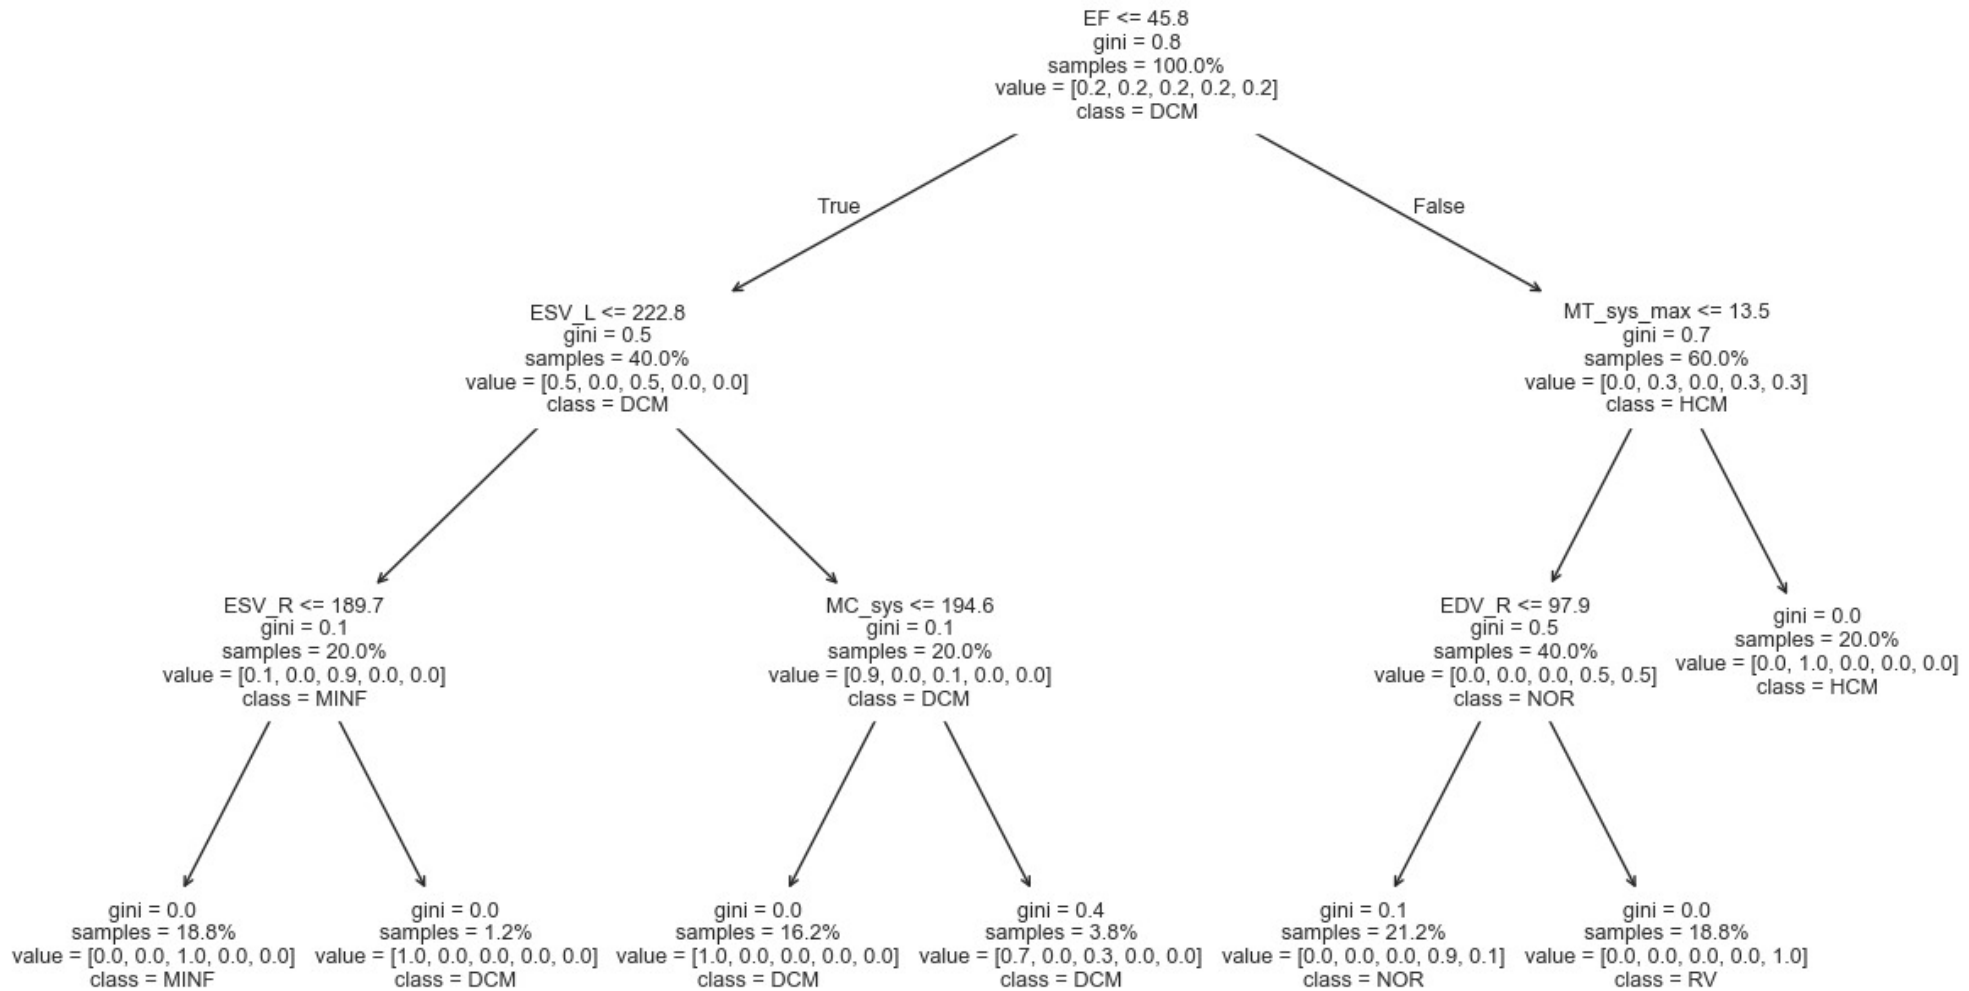 EF <= 45.8
gini = 0.8
samples = 100.0%
value = [0.2, 0.2, 0.2, 0.2, 0.2]
class = DCM
True
False
ESV_L <= 222.8
gini = 0.5
samples = 40.0%
value = [0.5, 0.0, 0.5, 0.0, 0.0]
class = DCM
MT_sys_max <= 13.5
gini = 0.7
samples = 60.0%
value = [0.0, 0.3, 0.0, 0.3, 0.3]
class = HCM
ESV_R <= 189.7
gini = 0.1
samples = 20.0%
value = [0.1, 0.0, 0.9, 0.0, 0.0]
class = MINF
MC_sys <= 194.6
gini = 0.1
samples = 20.0%
value = [0.9, 0.0, 0.1, 0.0, 0.0]
class = DCM
EDV_R <= 97.9
gini = 0.5
samples = 40.0%
value = [0.0, 0.0, 0.0, 0.5, 0.5]
class = NOR
gini = 0.0
samples = 20.0%
value = [0.0, 1.0, 0.0, 0.0, 0.0]
class = HCM
gini = 0.0
samples = 18.8%
value = [0.0, 0.0, 1.0, 0.0, 0.0]
class = MINF
gini = 0.0
samples = 1.2%
value = [1.0, 0.0, 0.0, 0.0, 0.0]
class = DCM
gini = 0.0
samples = 16.2%
value = [1.0, 0.0, 0.0, 0.0, 0.0]
class = DCM
gini = 0.4
samples = 3.8%
value = [0.7, 0.0, 0.3, 0.0, 0.0]
class = DCM
gini = 0.1
samples = 21.2%
value = [0.0, 0.0, 0.0, 0.9, 0.1]
class = NOR
gini = 0.0
samples = 18.8%
value = [0.0, 0.0, 0.0, 0.0, 1.0]
class = RV